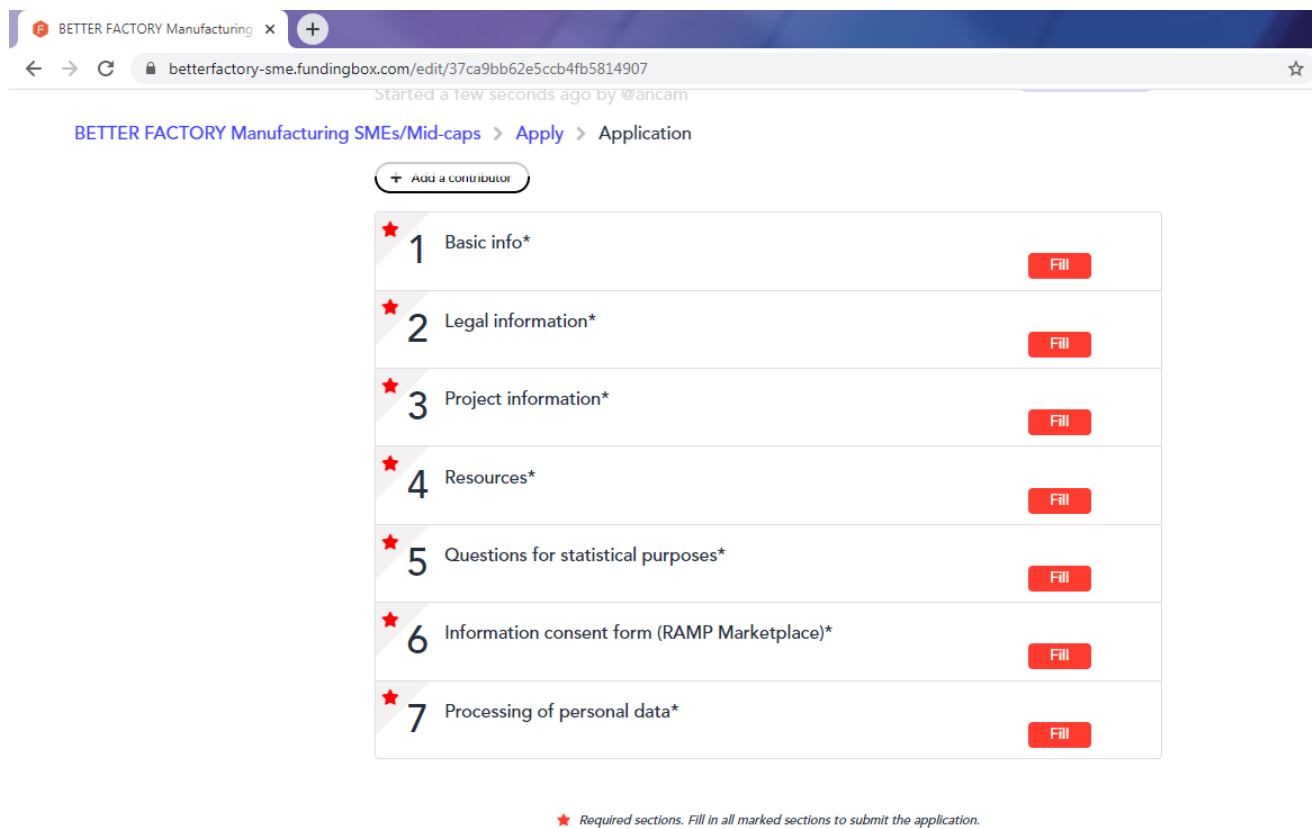 BETTER FACTORY Manufacturing
betterfactory-sme.fundingbox.com/edit/37ca9bb62e5ccb4fb5814907
Started a few seconds ago by @ancam
BETTER FACTORY Manufacturing SMEs/Mid-caps > Apply > Application
+ Add a contributor
1 Basic info*
Fill
2 Legal information*
Fill
3 Project information*
Fill
4 Resources*
Fill
5 Questions for statistical purposes*
Fill
6 Information consent form (RAMP Marketplace)*
Fill
7 Processing of personal data*
Fill
Required sections. Fill in all marked sections to submit the application.